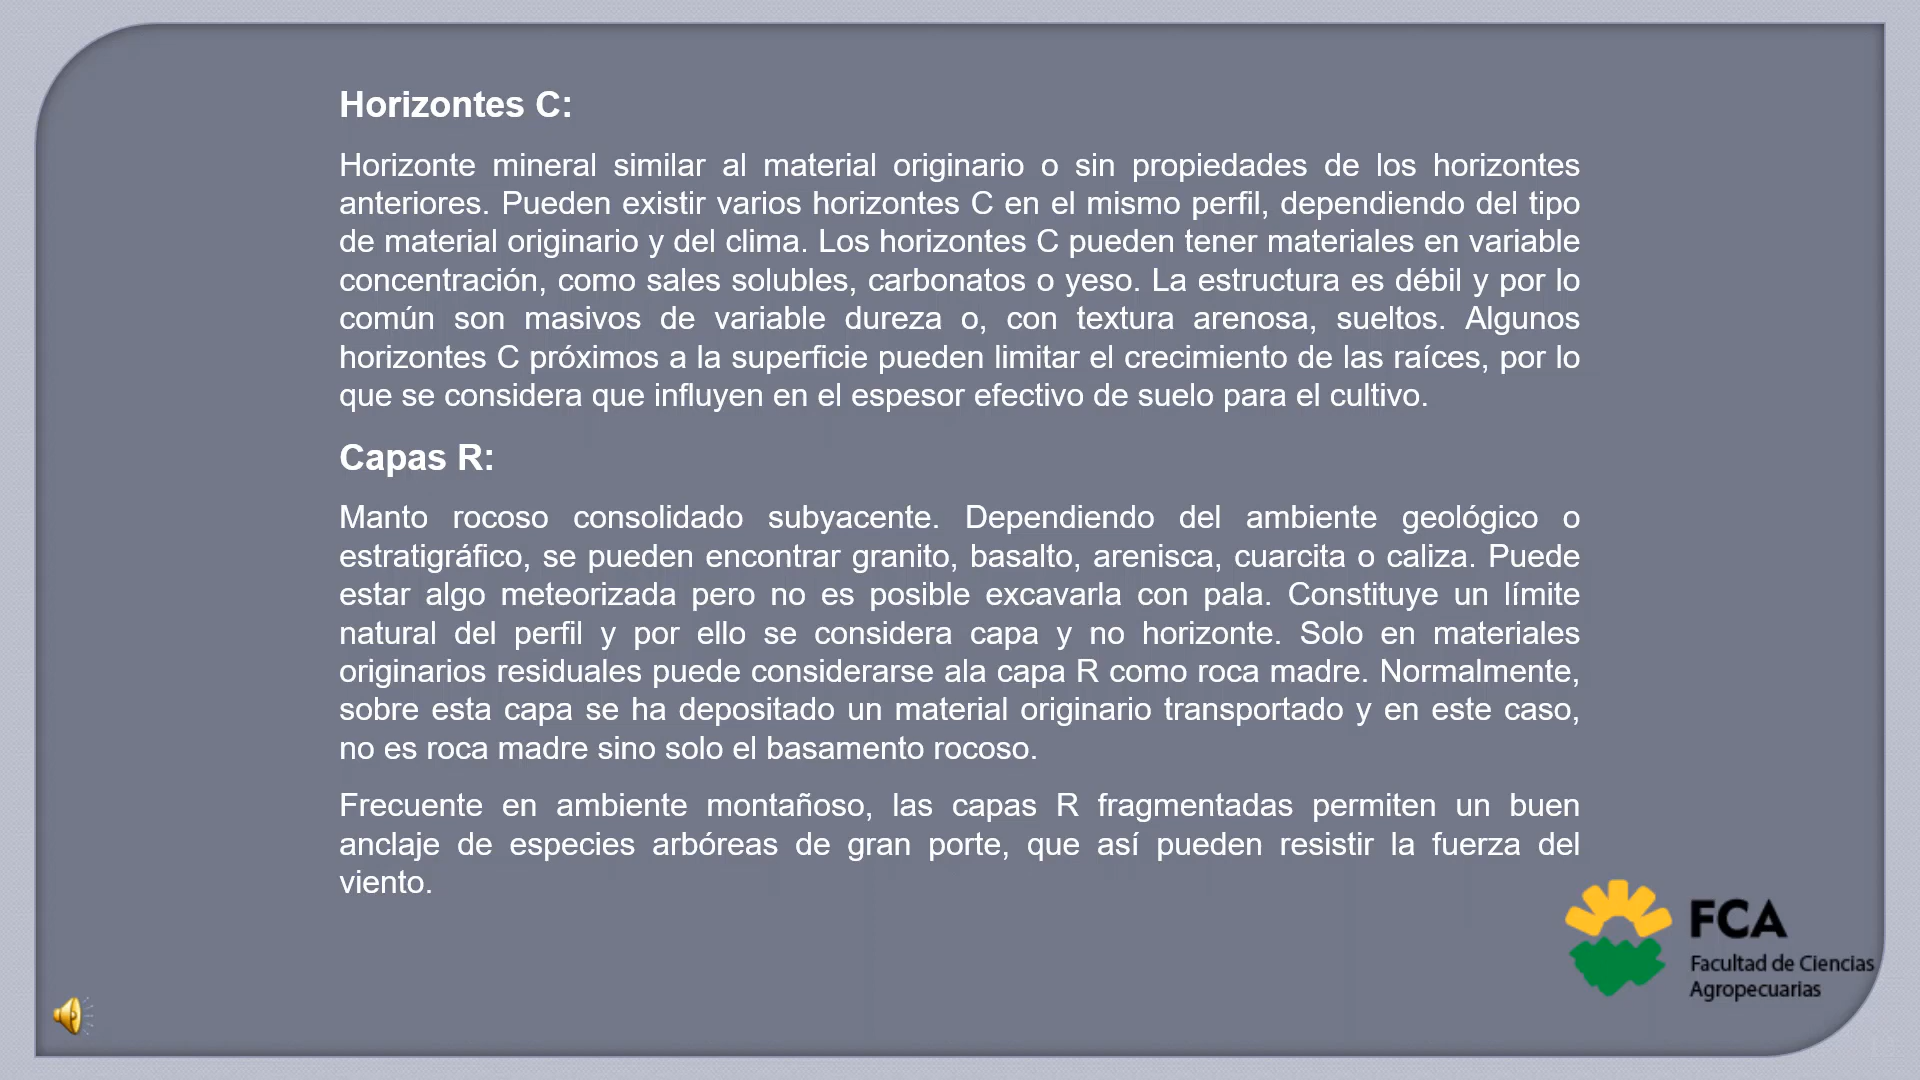 Horizontes C:
Horizonte mineral similar al material originario o sin propiedades de los horizontes
anteriores. Pueden existir varios horizontes C en el mismo perfil, dependiendo del tipo
de material originario y del clima. Los horizontes C pueden tener materiales en variable
concentración, como sales solubles, carbonatos o yeso. La estructura es débil y por lo
común son masivos de variable dureza o, con textura arenosa, sueltos. Algunos
horizontes C próximos a la superficie pueden limitar el crecimiento de las raíces, por lo
que se considera que influyen en el espesor efectivo de suelo para el cultivo.
Capas R:
Manto rocoso consolidado subyacente. Dependiendo del ambiente geológico o
estratigráfico, se pueden encontrar granito, basalto, arenisca, cuarcita o caliza. Puede
estar algo meteorizada pero no es posible excavarla con pala. Constituye un límite
natural del perfil y por ello se considera capa y no horizonte. Solo en materiales
originarios residuales puede considerarse ala capa R como roca madre. Normalmente,
sobre esta capa se ha depositado un material originario transportado y en este caso,
no es roca madre sino solo el basamento rocoso.
Frecuente en ambiente montañoso, las capas R fragmentadas permiten un buen
anclaje de especies arbóreas de gran porte, que así pueden resistir la fuerza del
viento.
FCA
Facultad de Ciencias
Agropecuarias